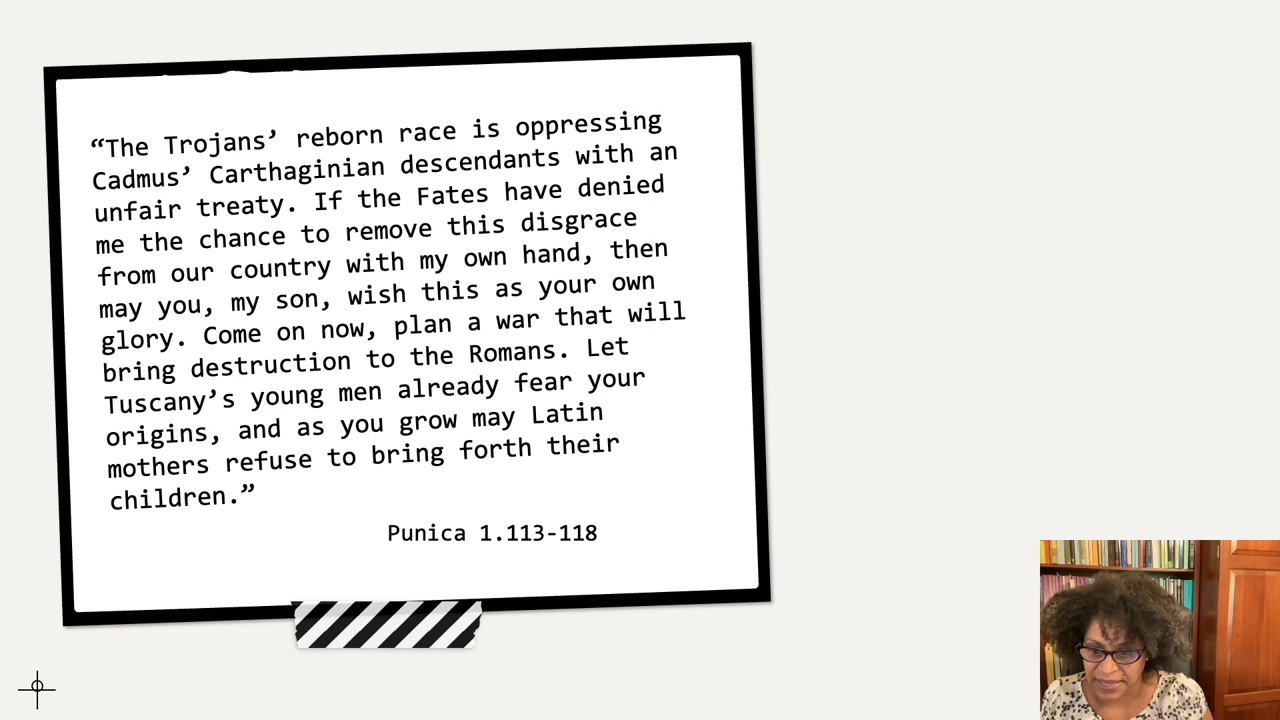 “The Trojans’ reborn race is oppressing
Cadmus’ Carthaginian descendants with an
unfair treaty. If the Fates have denied
me the chance to remove this disgrace
from our country with my own hand, then
may you, my son, wish this as your own
glory. Come on now, plan a war that will
bring destruction to the Romans. Let
Tuscany’s young men already fear your
origins, and as you grow may Latin
mothers refuse to bring forth their
children.”
Punica 1.113-118